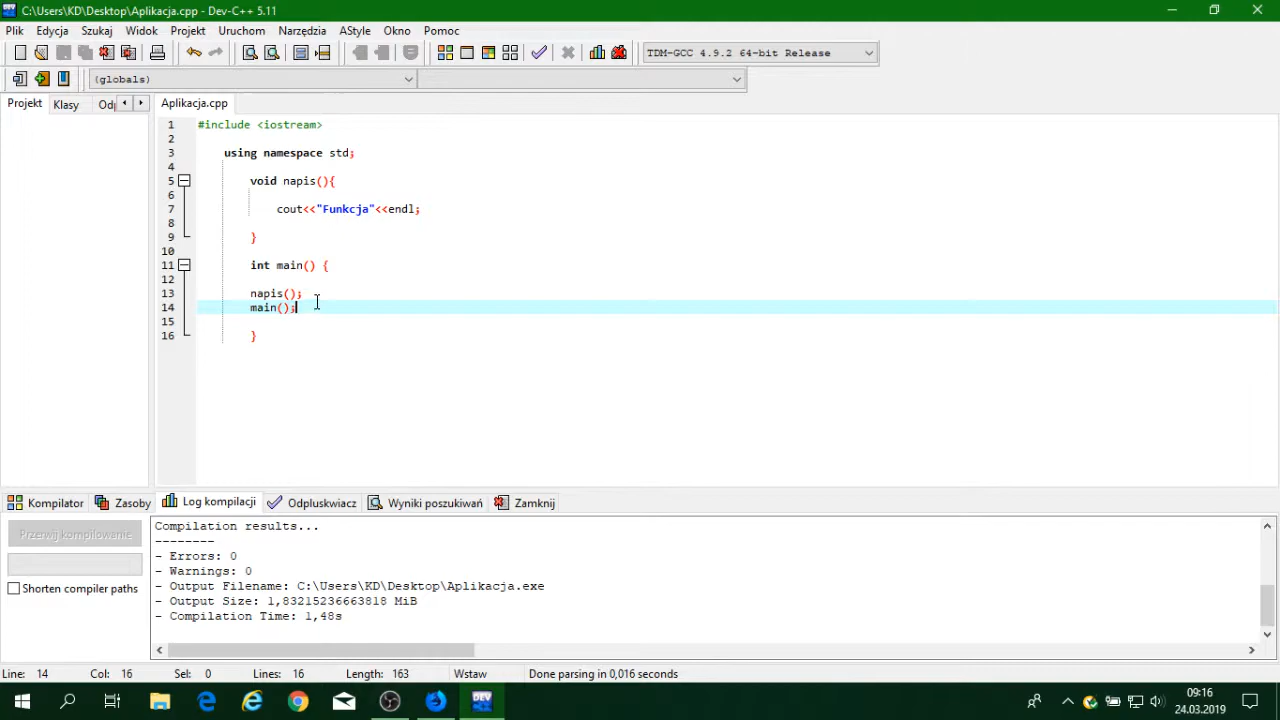 C:\Users\KD\Desktop\Aplikacja.cpp - Dev-C++ 5.11
Plik Edycja Szukaj Widok Projekt Uruchom Narzędzia AStyle Okno Pomoc
TDM-GCC 4.9.2 64-bit Release
(globals)
Projekt Klasy Odp
Aplikacja.cpp
1 #include <iostream>
2
3 using namespace std;
4
5 void napis(){
6
7 cout<<"Funkcja"<<endl;
8
9 }
10
11 int main() {
12
13 napis();
14 main();
15
16 }
Kompilator Zasoby Log kompilacji Odpluskwiacz Wyniki poszukiwań Zamknij
Przerwij kompilowanie
Shorten compiler paths
Compilation results...
--------
- Errors: 0
- Warnings: 0
- Output Filename: C:\Users\KD\Desktop\Aplikacja.exe
- Output Size: 1,83215236663818 MiB
- Compilation Time: 1,48s
Line: 14 Col: 16 Sel: 0 Lines: 16 Length: 163 Wstaw Done parsing in 0,016 seconds
DEV
09:16
24.03.2019